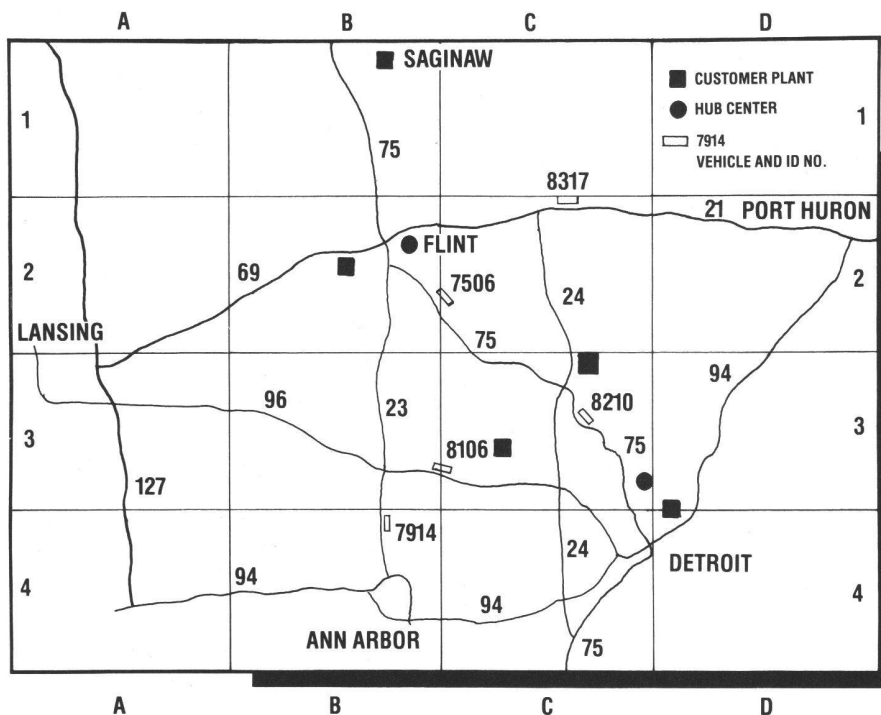 A B C D
SAGINAW
CUSTOMER PLANT
HUB CENTER
7914
VEHICLE AND ID NO.
1 1
75
8317
21 PORT HURON
FLINT
2 69 7506 24 2
LANSING
75
94
96 23 8210
3 8106 75 3
127
7914
24 DETROIT
4 94 94 4
ANN ARBOR
75
A B C D